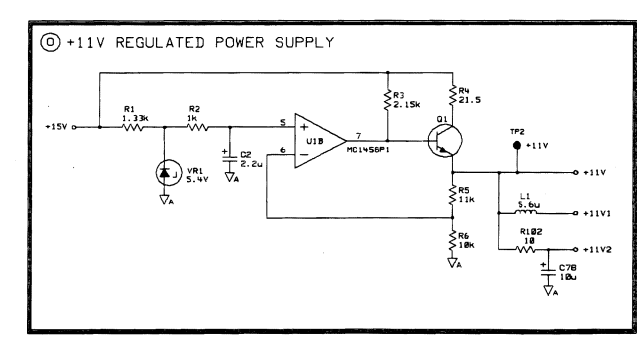 O +11V REGULATED POWER SUPPLY
R3
2.15k
R4
21.5
R1
1.33k
R2
1k
Q1
TP2
+11V
+15V
5
+
U1B
7
MC1458P1
6
−
+
C2
2.2u
VR1
5.4V
A
A
+11V
R5
11k
L1
5.6u
+11V1
R6
10k
R102
10
+11V2
A
+
C78
10u
A